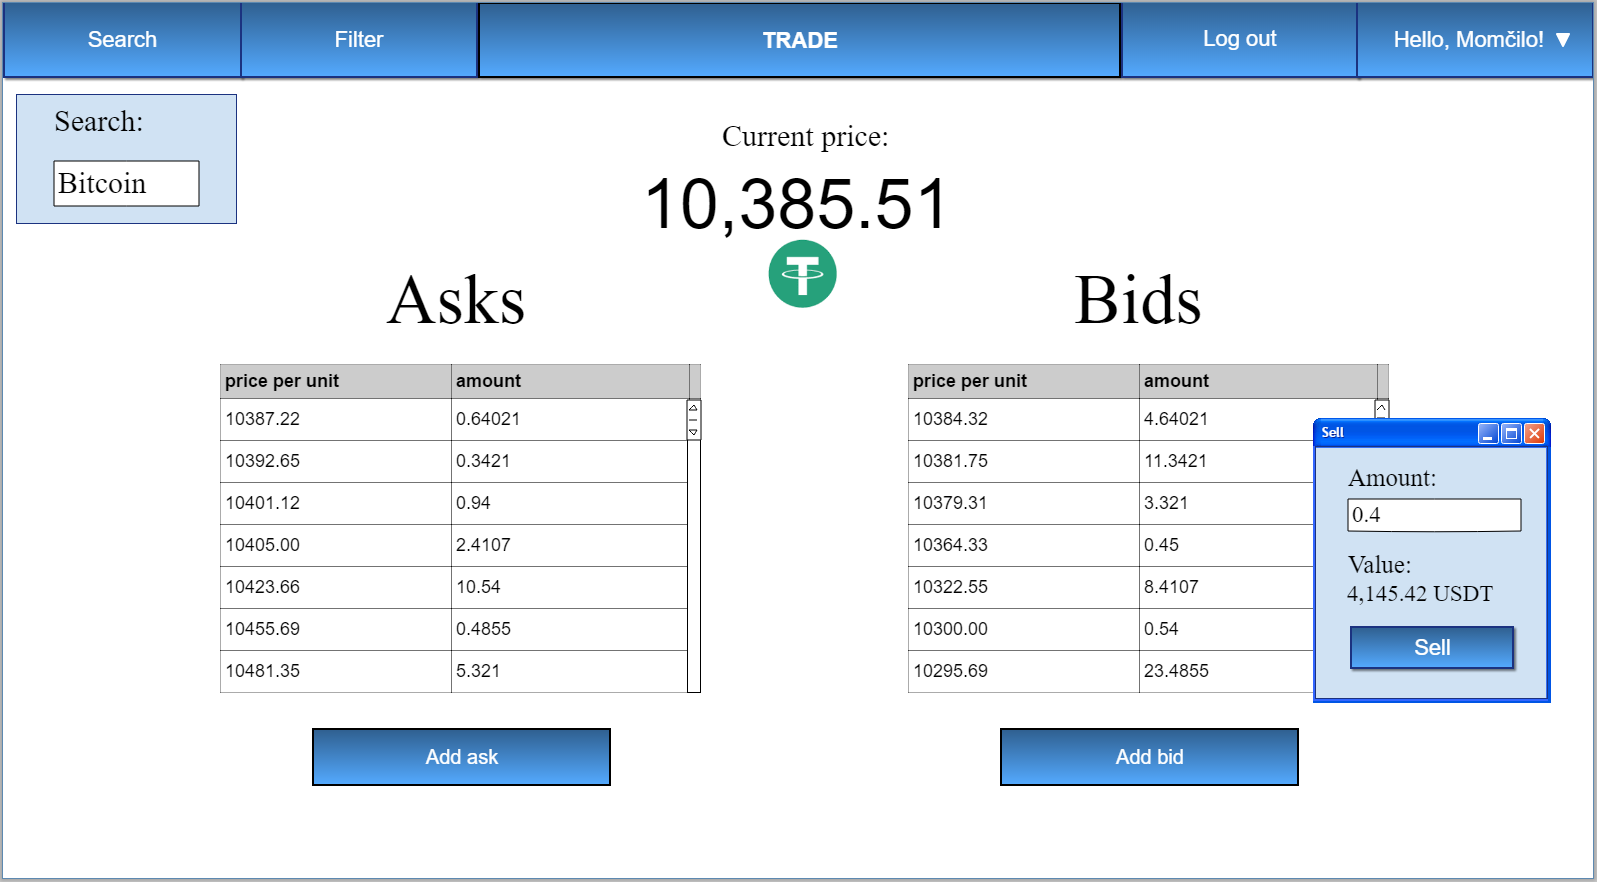 Search
Filter
TRADE
Log out
Hello, Momčilo! ▼
Search:
Bitcoin
Current price:
10,385.51
Asks
Bids
price per unit amount
10387.22 0.64021
10392.65 0.3421
10401.12 0.94
10405.00 2.4107
10423.66 10.54
10455.69 0.4855
10481.35 5.321
Add ask
price per unit amount
10384.32 4.64021
10381.75 11.3421
10379.31 3.321
10364.33 0.45
10322.55 8.4107
10300.00 0.54
10295.69 23.4855
Add bid
Sell
Amount:
0.4
Value:
4,145.42 USDT
Sell